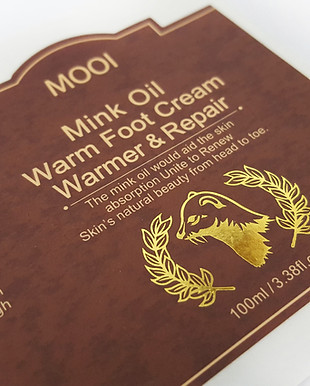 MOOI
Mink Oil
Warm Foot Cream
Warmer & Repair
The mink oil would aid the skin
absorption Unite to Renew
Skin's natural beauty from head to toe.
100ml / 3.38fl.